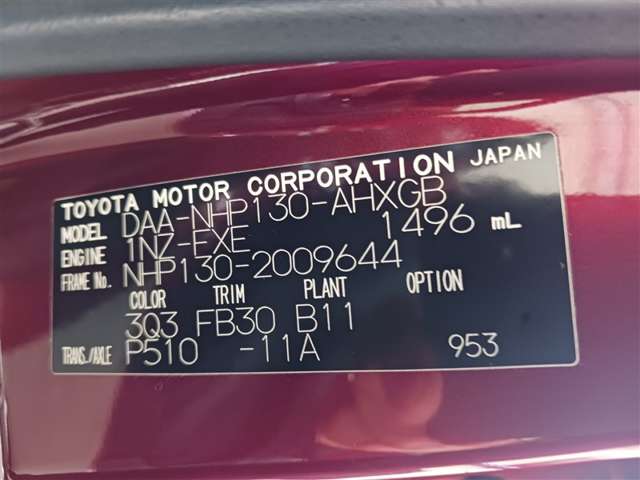 TOYOTA MOTOR CORPORATION JAPAN
MODEL DAA-NHP130-AHXGB
ENGINE 1NZ-EXE 1496 mL
FRAME No. NHP130-2009644
COLOR TRIM PLANT OPTION
3Q3 FB30 B11
TRANS./AXLE P510 -11A 953